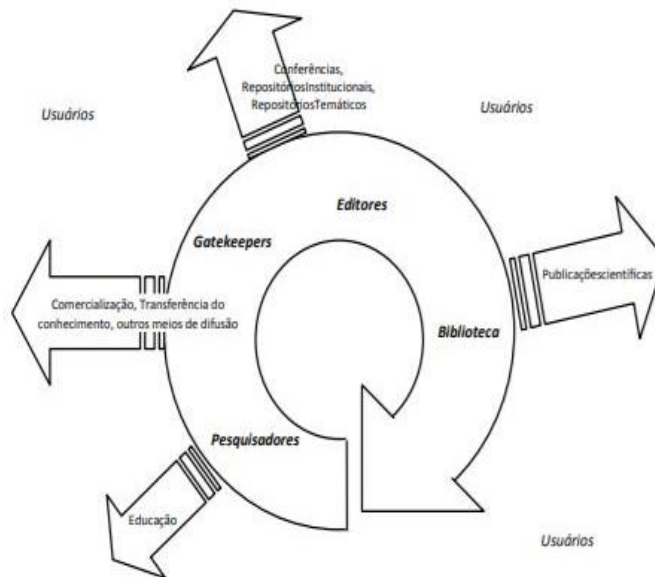 Conferências,
RepositóriosInstitucionais,
RepositóriosTemáticos
Usuários
Usuários
Editores
Gatekeepers
Publicaçõescientíficas
Comercialização, Transferência do
conhecimento, outros meios de difusão
Biblioteca
Pesquisadores
Educação
Usuários